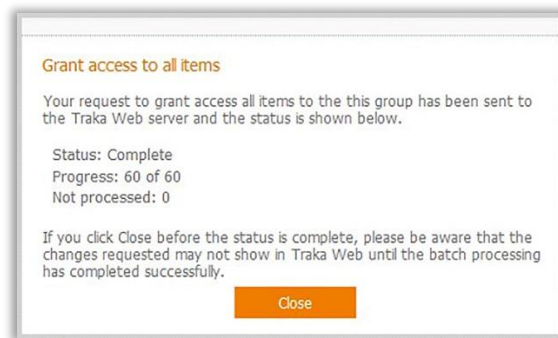 Grant access to all items
Your request to grant access all items to the this group has been sent to
the Traka Web server and the status is shown below.
Status: Complete
Progress: 60 of 60
Not processed: 0
If you click Close before the status is complete, please be aware that the
changes requested may not show in Traka Web until the batch processing
has completed successfully.
Close